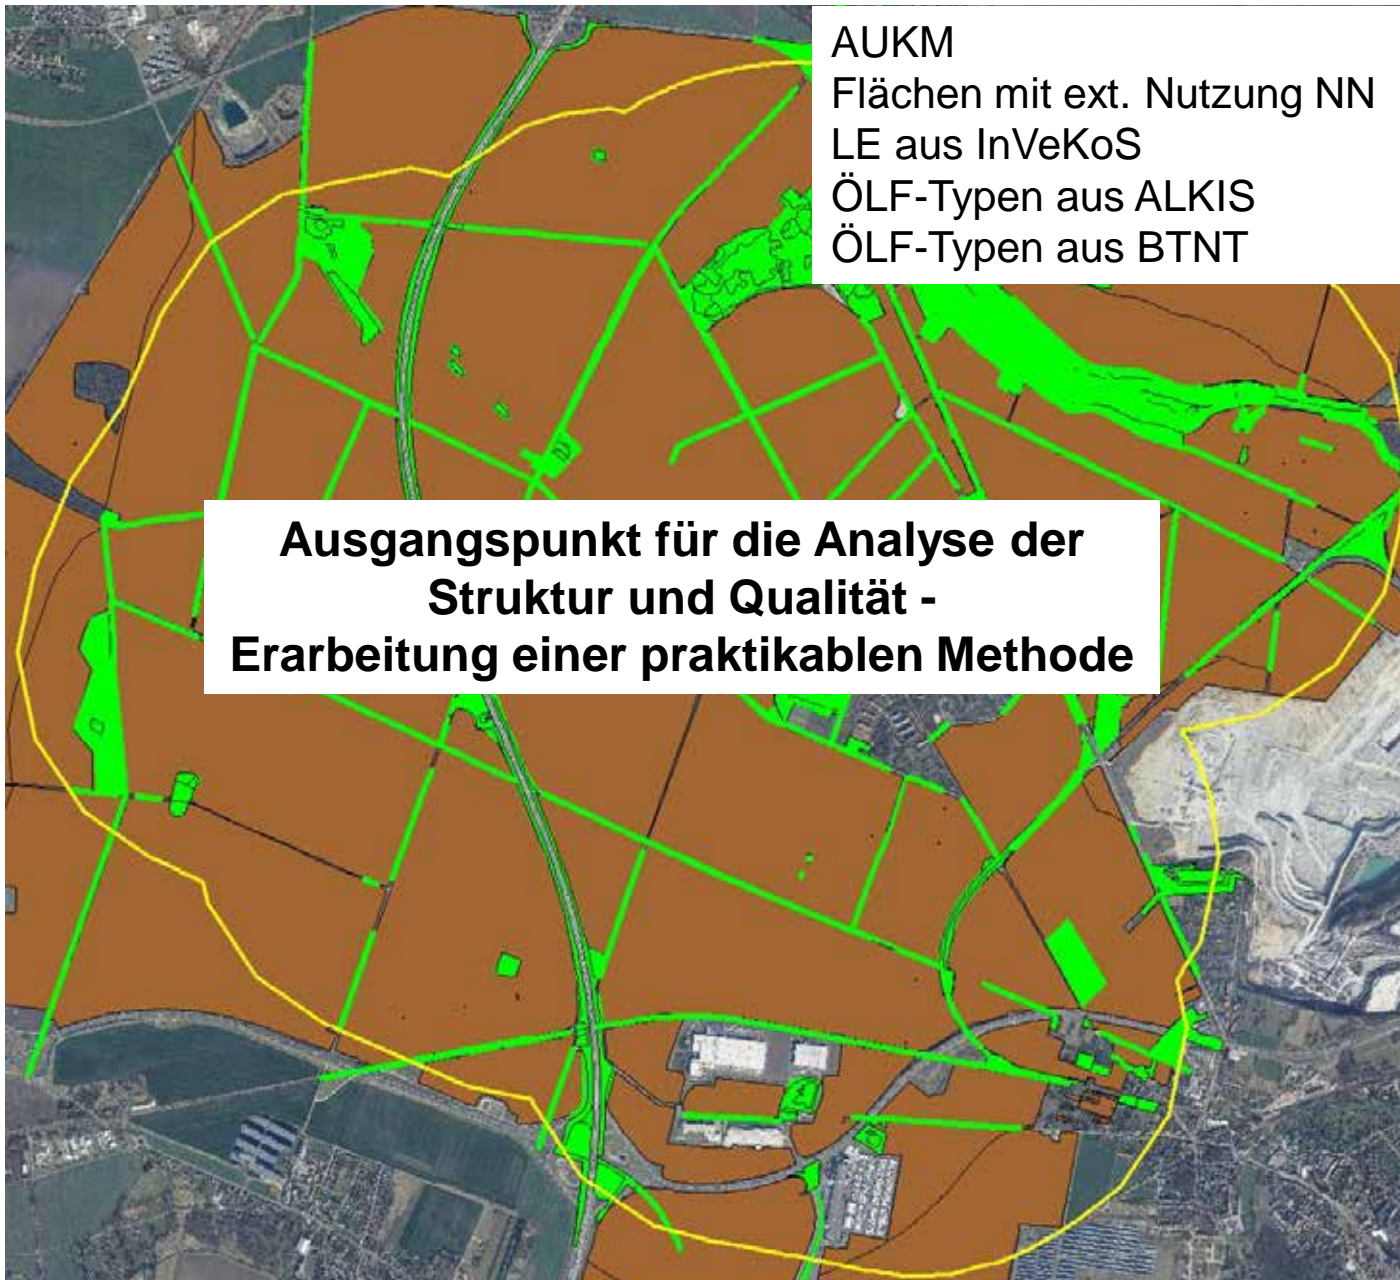 AUKM
Flächen mit ext. Nutzung NN
LE aus InVeKoS
ÖLF-Typen aus ALKIS
ÖLF-Typen aus BTNT
Ausgangspunkt für die Analyse der
Struktur und Qualität -
Erarbeitung einer praktikablen Methode